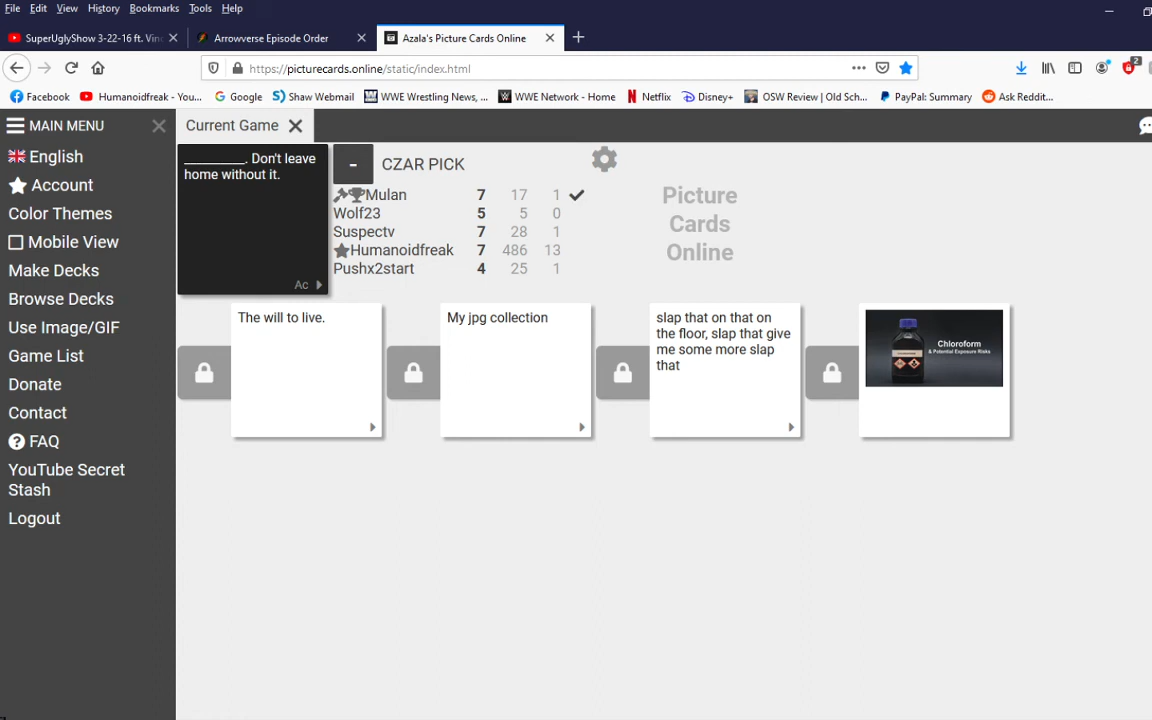 File Edit View History Bookmarks Tools Help
SuperUglyShow 3-22-16 ft. Vin
Arrowverse Episode Order
Azala's Picture Cards Online
https://picturecards.online/static/index.html
2
Facebook
Humanoidfreak - You...
Google
Shaw Webmail
WWE Wrestling News, ...
WWE Network - Home
Netflix
Disney+
OSW Review | Old Sch...
PayPal: Summary
Ask Reddit...
MAIN MENU
English
Account
Color Themes
Mobile View
Make Decks
Browse Decks
Use Image/GIF
Game List
Donate
Contact
FAQ
YouTube Secret
Stash
Logout
Current Game
_________. Don't leave
home without it.
Ac
-
CZAR PICK
Mulan 7 17 1
Wolf23 5 5 0
Suspectv 7 28 1
Humanoidfreak 7 486 13
Pushx2start 4 25 1
Picture
Cards
Online
The will to live.
My jpg collection
slap that on that on
the floor, slap that give
me some more slap
that
Chloroform
& Potential Exposure Risks